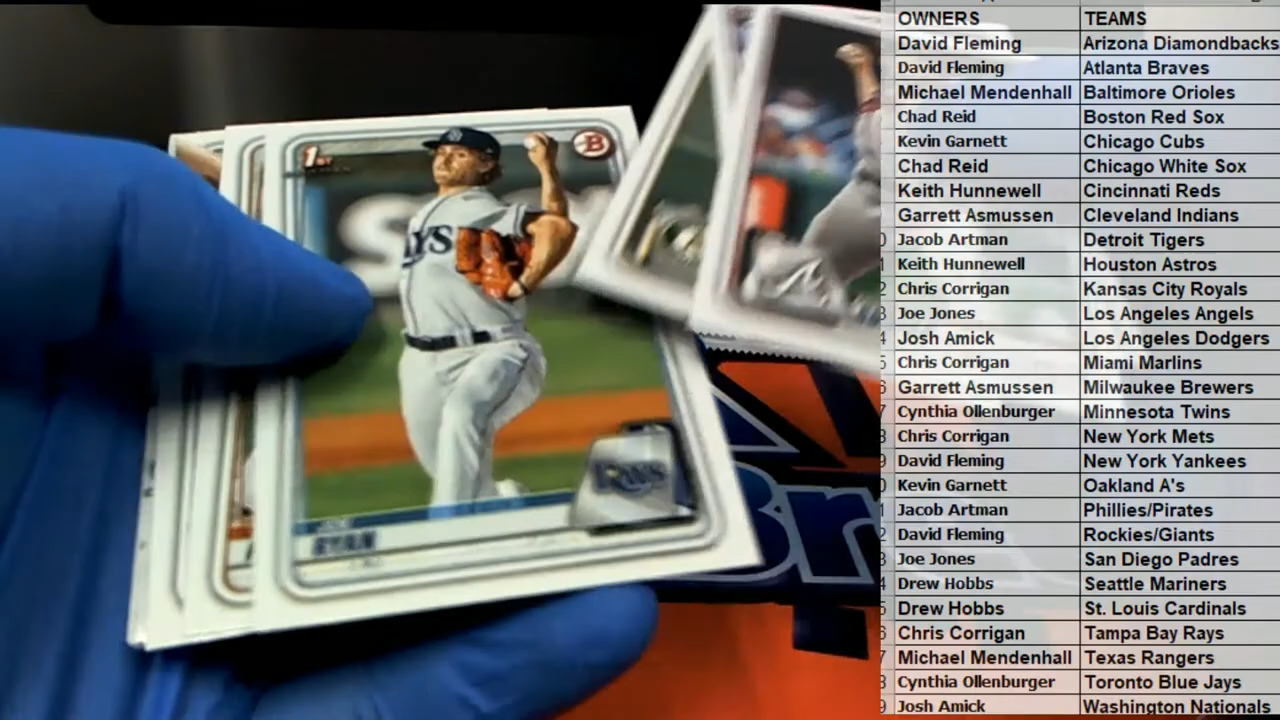 OWNERS TEAMS
David Fleming Arizona Diamondbacks
David Fleming Atlanta Braves
Michael Mendenhall Baltimore Orioles
Chad Reid Boston Red Sox
Kevin Garnett Chicago Cubs
Chad Reid Chicago White Sox
Keith Hunnewell Cincinnati Reds
Garrett Asmussen Cleveland Indians
Jacob Artman Detroit Tigers
Keith Hunnewell Houston Astros
Chris Corrigan Kansas City Royals
Joe Jones Los Angeles Angels
Josh Amick Los Angeles Dodgers
Chris Corrigan Miami Marlins
Garrett Asmussen Milwaukee Brewers
Cynthia Ollenburger Minnesota Twins
Chris Corrigan New York Mets
David Fleming New York Yankees
Kevin Garnett Oakland A's
Jacob Artman Phillies/Pirates
David Fleming Rockies/Giants
Joe Jones San Diego Padres
Drew Hobbs Seattle Mariners
Drew Hobbs St. Louis Cardinals
Chris Corrigan Tampa Bay Rays
Michael Mendenhall Texas Rangers
Cynthia Ollenburger Toronto Blue Jays
Josh Amick Washington Nationals
1st
B
RAYS
RYAN
Br